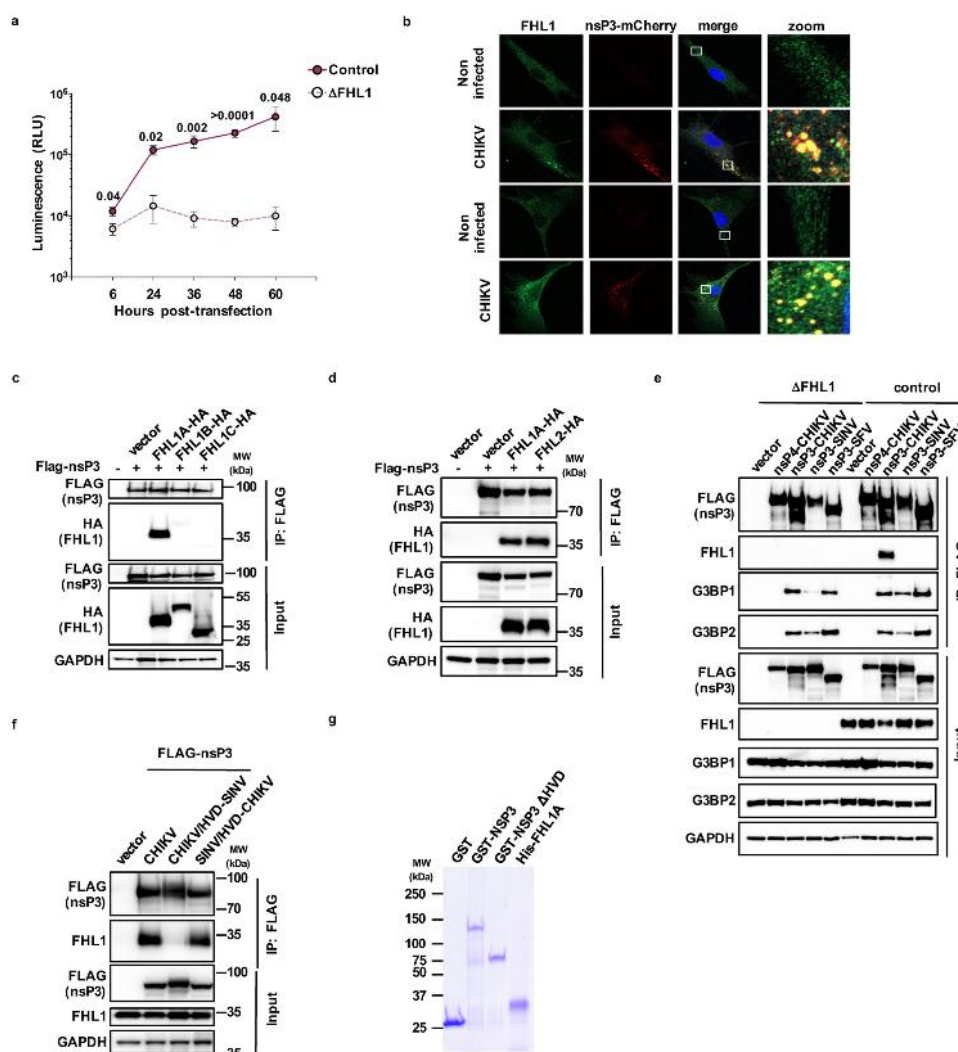 a
Control
ΔFHL1
Luminescence (RLU)
10⁶
10⁵
10⁴
10³
0.04
0.02
0.002
>0.0001
0.048
6 24 36 48 60
Hours post-transfection
b
FHL1 nsP3-mCherry merge zoom
Non infected
CHIKV
Non infected
CHIKV
c
vector
FHL1A-HA
FHL1B-HA
FHL1C-HA
Flag-nsP3 - + + + +
MW (kDa)
FLAG (nsP3)
100
HA (FHL1)
35
IP: FLAG
FLAG (nsP3)
100
HA (FHL1)
55
35
25
GAPDH
35
Input
d
vector
vector
FHL1A-HA
FHL2-HA
Flag-nsP3 - + + +
MW (kDa)
FLAG (nsP3)
70
HA (FHL1)
35
IP: FLAG
FLAG (nsP3)
70
HA (FHL1)
35
GAPDH
35
Input
e
ΔFHL1
vector
nsP4-CHIKV
nsP3-CHIKV
nsP3-SINV
nsP3-SFV
vector
nsP4-CHIKV
nsP3-CHIKV
nsP3-SINV
nsP3-SFV
FLAG (nsP3)
FHL1
G3BP1
G3BP2
FLAG (nsP3)
FHL1
G3BP1
G3BP2
GAPDH
Input
f
FLAG-nsP3
vector
CHIKV
CHIKV/HVD-SINV
SINV/HVD-CHIKV
MW (kDa)
FLAG (nsP3)
100
70
FHL1
35
IP: FLAG
FLAG (nsP3)
100
FHL1
35
GAPDH
Input
g
GST
GST-NSP3
GST-NSP3 ΔHVD
His-FHL1A
MW (kDa)
250
150
100
75
50
37
25